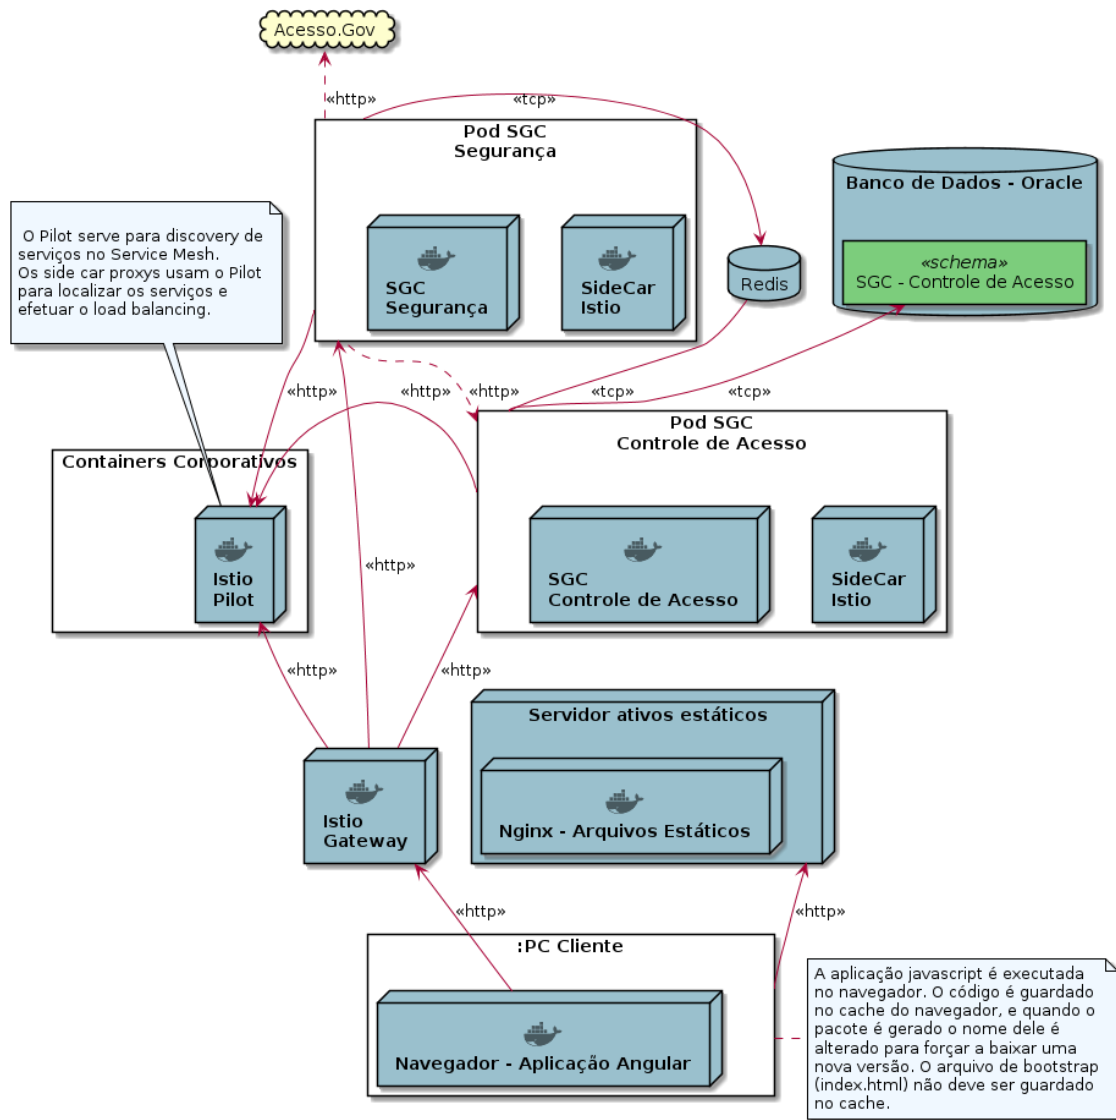 Acesso.Gov
«http»
«tcp»
Pod SGC
Segurança
SGC
Segurança
SideCar
Istio
Banco de Dados - Oracle
«schema»
SGC - Controle de Acesso
Redis
O Pilot serve para discovery de
serviços no Service Mesh.
Os side car proxys usam o Pilot
para localizar os serviços e
efetuar o load balancing.
«http»
«http»
«http»
«tcp»
«tcp»
Pod SGC
Controle de Acesso
SGC
Controle de Acesso
SideCar
Istio
Containers Corporativos
Istio
Pilot
«http»
«http»
«http»
Servidor ativos estáticos
Nginx - Arquivos Estáticos
Istio
Gateway
«http»
«http»
:PC Cliente
Navegador - Aplicação Angular
A aplicação javascript é executada
no navegador. O código é guardado
no cache do navegador, e quando o
pacote é gerado o nome dele é
alterado para forçar a baixar uma
nova versão. O arquivo de bootstrap
(index.html) não deve ser guardado
no cache.